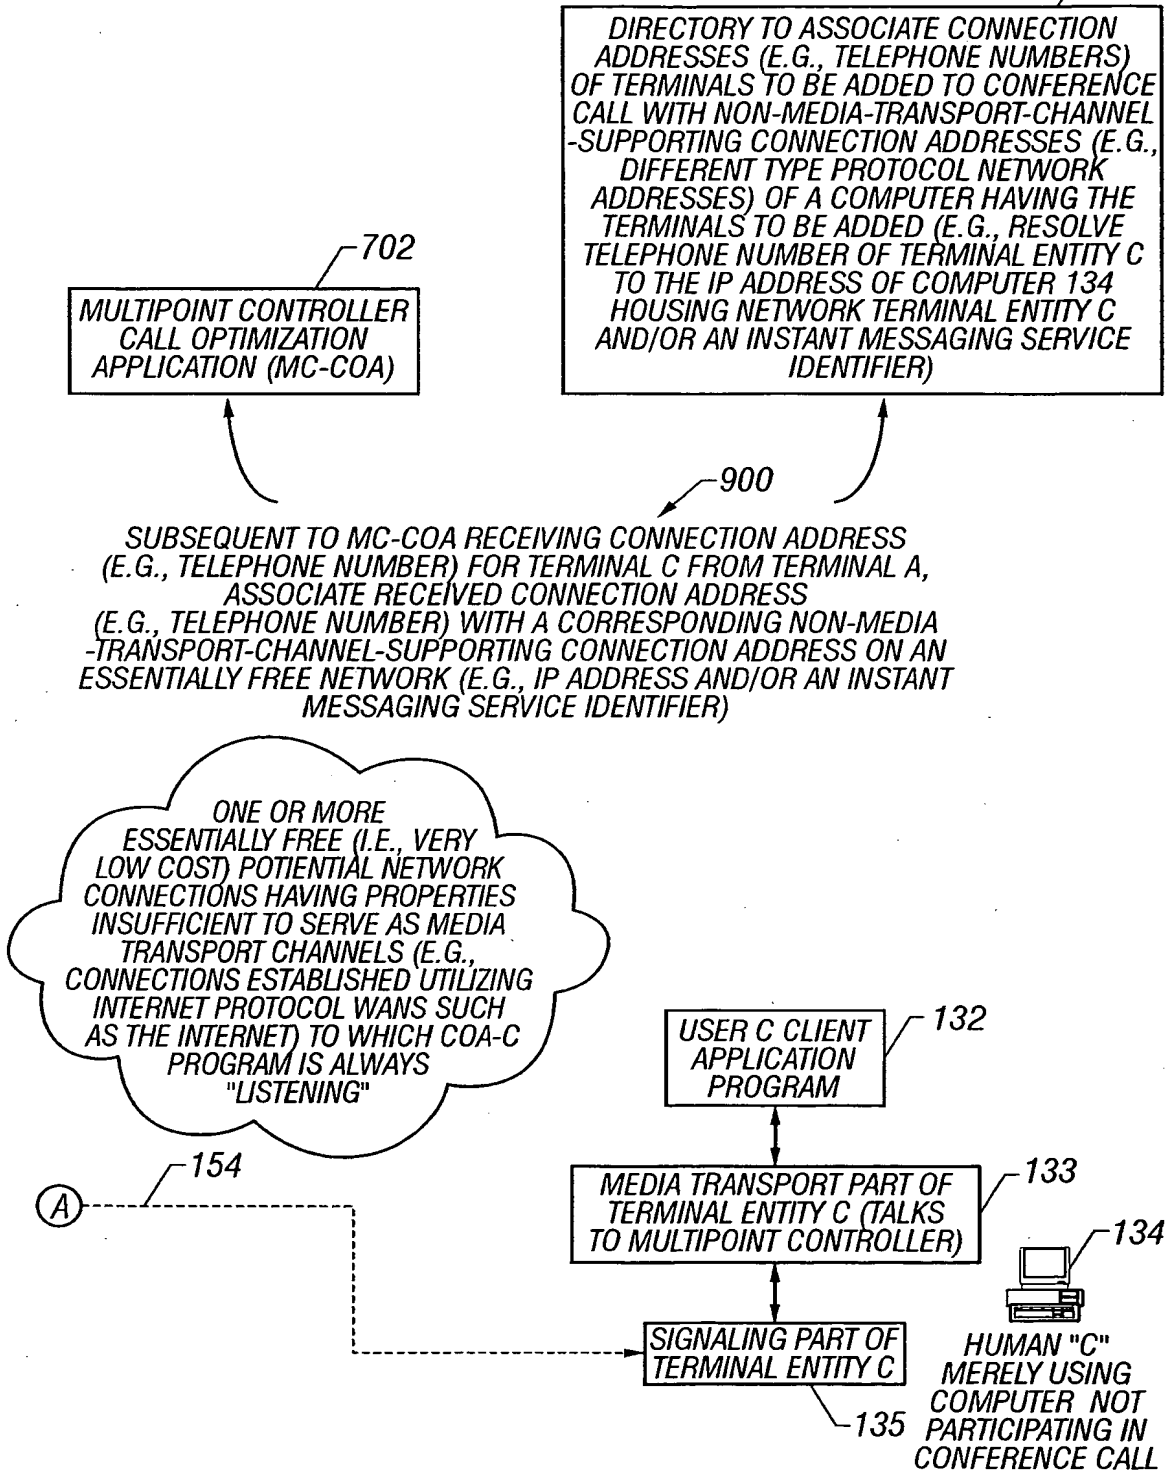 DIRECTORY TO ASSOCIATE CONNECTION
ADDRESSES (E.G., TELEPHONE NUMBERS)
OF TERMINALS TO BE ADDED TO CONFERENCE
CALL WITH NON-MEDIA-TRANSPORT-CHANNEL
-SUPPORTING CONNECTION ADDRESSES (E.G.,
DIFFERENT TYPE PROTOCOL NETWORK
ADDRESSES) OF A COMPUTER HAVING THE
TERMINALS TO BE ADDED (E.G., RESOLVE
TELEPHONE NUMBER OF TERMINAL ENTITY C
TO THE IP ADDRESS OF COMPUTER 134
HOUSING NETWORK TERMINAL ENTITY C
AND/OR AN INSTANT MESSAGING SERVICE
IDENTIFIER)
702
MULTIPOINT CONTROLLER
CALL OPTIMIZATION
APPLICATION (MC-COA)
900
SUBSEQUENT TO MC-COA RECEIVING CONNECTION ADDRESS
(E.G., TELEPHONE NUMBER) FOR TERMINAL C FROM TERMINAL A,
ASSOCIATE RECEIVED CONNECTION ADDRESS
(E.G., TELEPHONE NUMBER) WITH A CORRESPONDING NON-MEDIA
-TRANSPORT-CHANNEL-SUPPORTING CONNECTION ADDRESS ON AN
ESSENTIALLY FREE NETWORK (E.G., IP ADDRESS AND/OR AN INSTANT
MESSAGING SERVICE IDENTIFIER)
ONE OR MORE
ESSENTIALLY FREE (I.E., VERY
LOW COST) POTIENTIAL NETWORK
CONNECTIONS HAVING PROPERTIES
INSUFFICIENT TO SERVE AS MEDIA
TRANSPORT CHANNELS (E.G.,
CONNECTIONS ESTABLISHED UTILIZING
INTERNET PROTOCOL WANS SUCH
AS THE INTERNET) TO WHICH COA-C
PROGRAM IS ALWAYS
"LISTENING"
132
USER C CLIENT
APPLICATION
PROGRAM
154
A
133
MEDIA TRANSPORT PART OF
TERMINAL ENTITY C (TALKS
TO MULTIPOINT CONTROLLER)
134
SIGNALING PART OF
TERMINAL ENTITY C
135
HUMAN "C"
MERELY USING
COMPUTER NOT
PARTICIPATING IN
CONFERENCE CALL